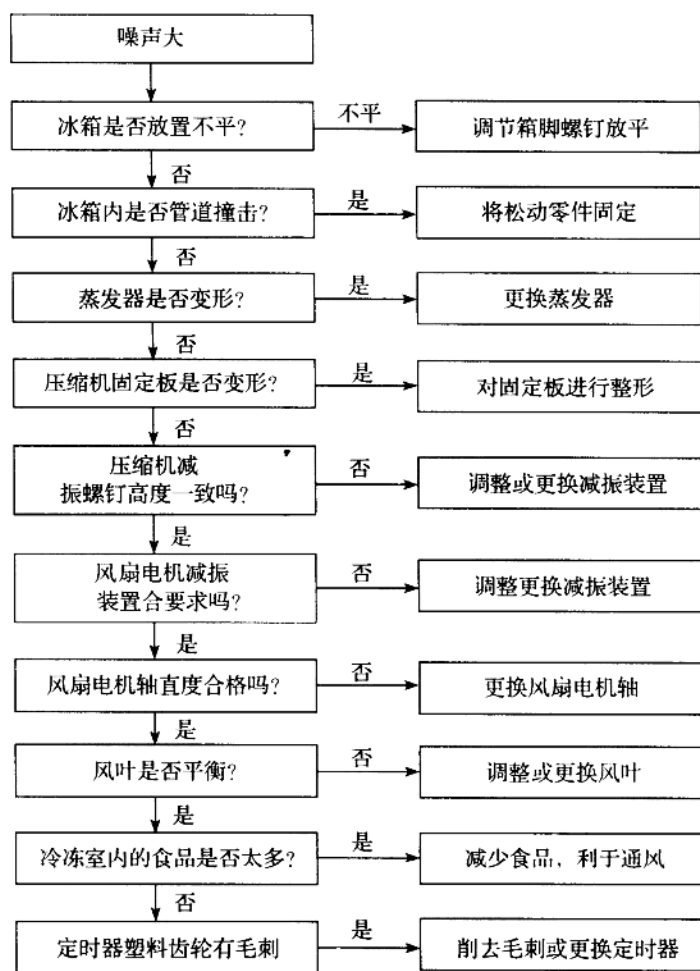 噪声大
冰箱是否放置不平?
不平
调节箱脚螺钉放平
否
冰箱内是否管道撞击?
是
将松动零件固定
否
蒸发器是否变形?
是
更换蒸发器
否
压缩机固定板是否变形?
是
对固定板进行整形
否
压缩机减
振螺钉高度一致吗?
否
调整或更换减振装置
是
风扇电机减振
装置合要求吗?
否
调整更换减振装置
是
风扇电机轴直度合格吗?
否
更换风扇电机轴
是
风叶是否平衡?
否
调整或更换风叶
是
冷冻室内的食品是否太多?
是
减少食品，利于通风
否
定时器塑料齿轮有毛刺
是
削去毛刺或更换定时器